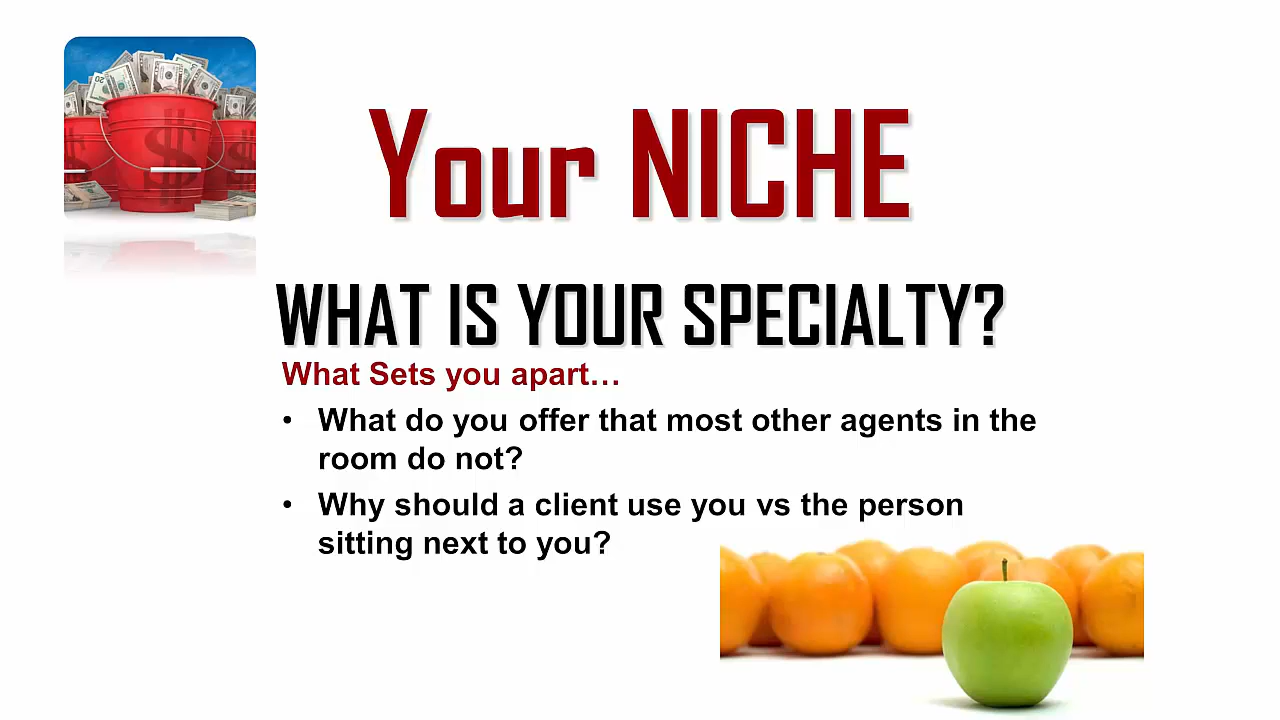 Your NICHE
WHAT IS YOUR SPECIALTY?
What Sets you apart…
• What do you offer that most other agents in the
room do not?
• Why should a client use you vs the person
sitting next to you?